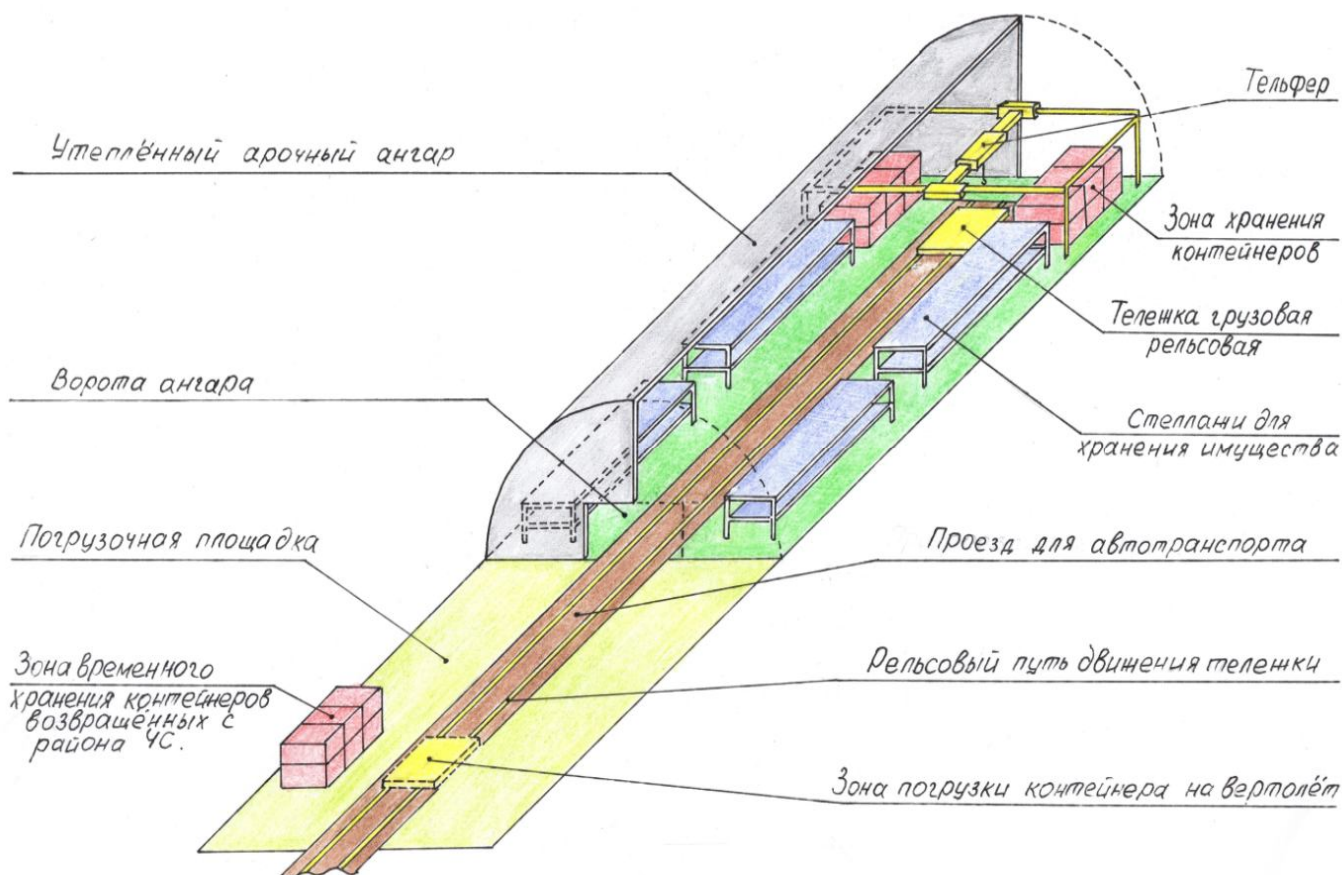 Утеплённый арочный ангар
Ворота ангара
Погрузочная площадка
Зона временного
хранения контейнеров
возвращённых с
района ЧС.
Тельфер
Зона хранения
контейнеров
Тележка грузовая
рельсовая
Стеллажи для
хранения имущества
Проезд для автотранспорта
Рельсовый путь движения тележки
Зона погрузки контейнера на вертолёт